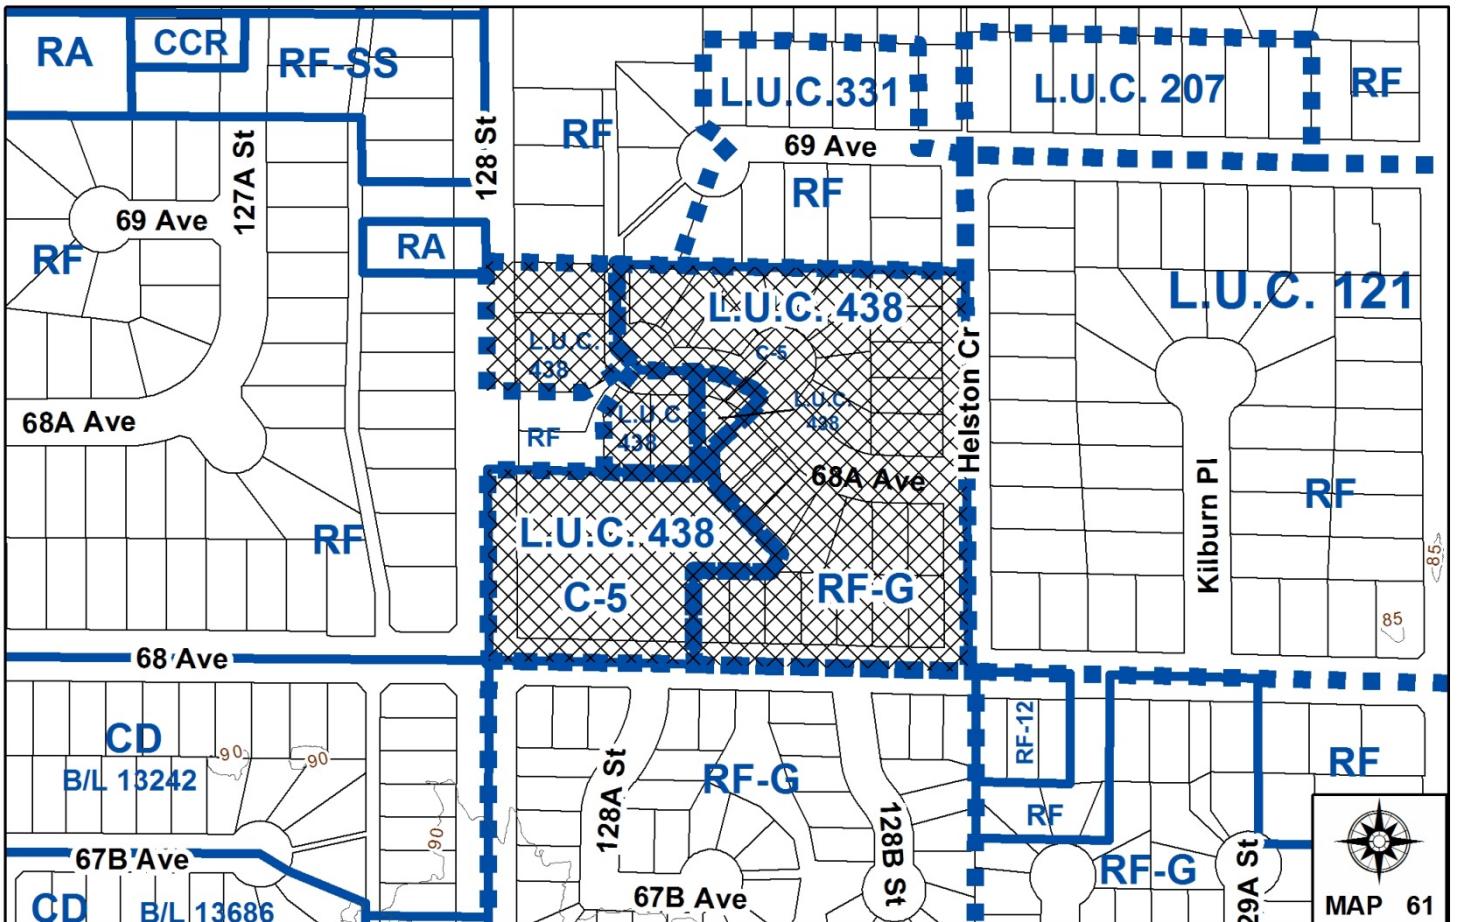 RA
CCR
RF-SS
L.U.C.331
L.U.C. 207
RF
RF
128 St
127A St
69 Ave
RF
69 Ave
RF
RA
L.U.C. 438
L.U.C. 121
L.U.C.
438
C-5
Helston Cr
L.U.C.
438
L.U.C.
438
68A Ave
RF
68A Ave
RF
Kilburn Pl
RF
L.U.C. 438
C-5
RF-G
85
85
68 Ave
CD
B/L 13242
90
90
90
128A St
RF-G
128B St
RF-12
RF
RF
67B Ave
RF-G
29A St
67B Ave
CD
B/L 13686
MAP 61